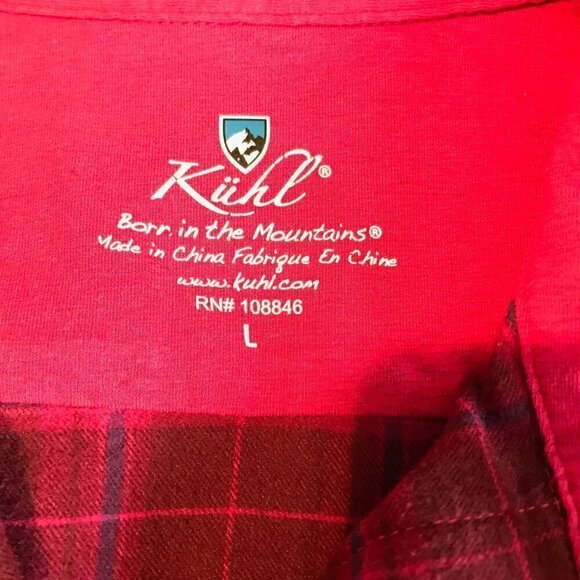 Kühl®
Born in the Mountains®
Made in China Fabrique En Chine
www.kuhl.com
RN# 108846
L